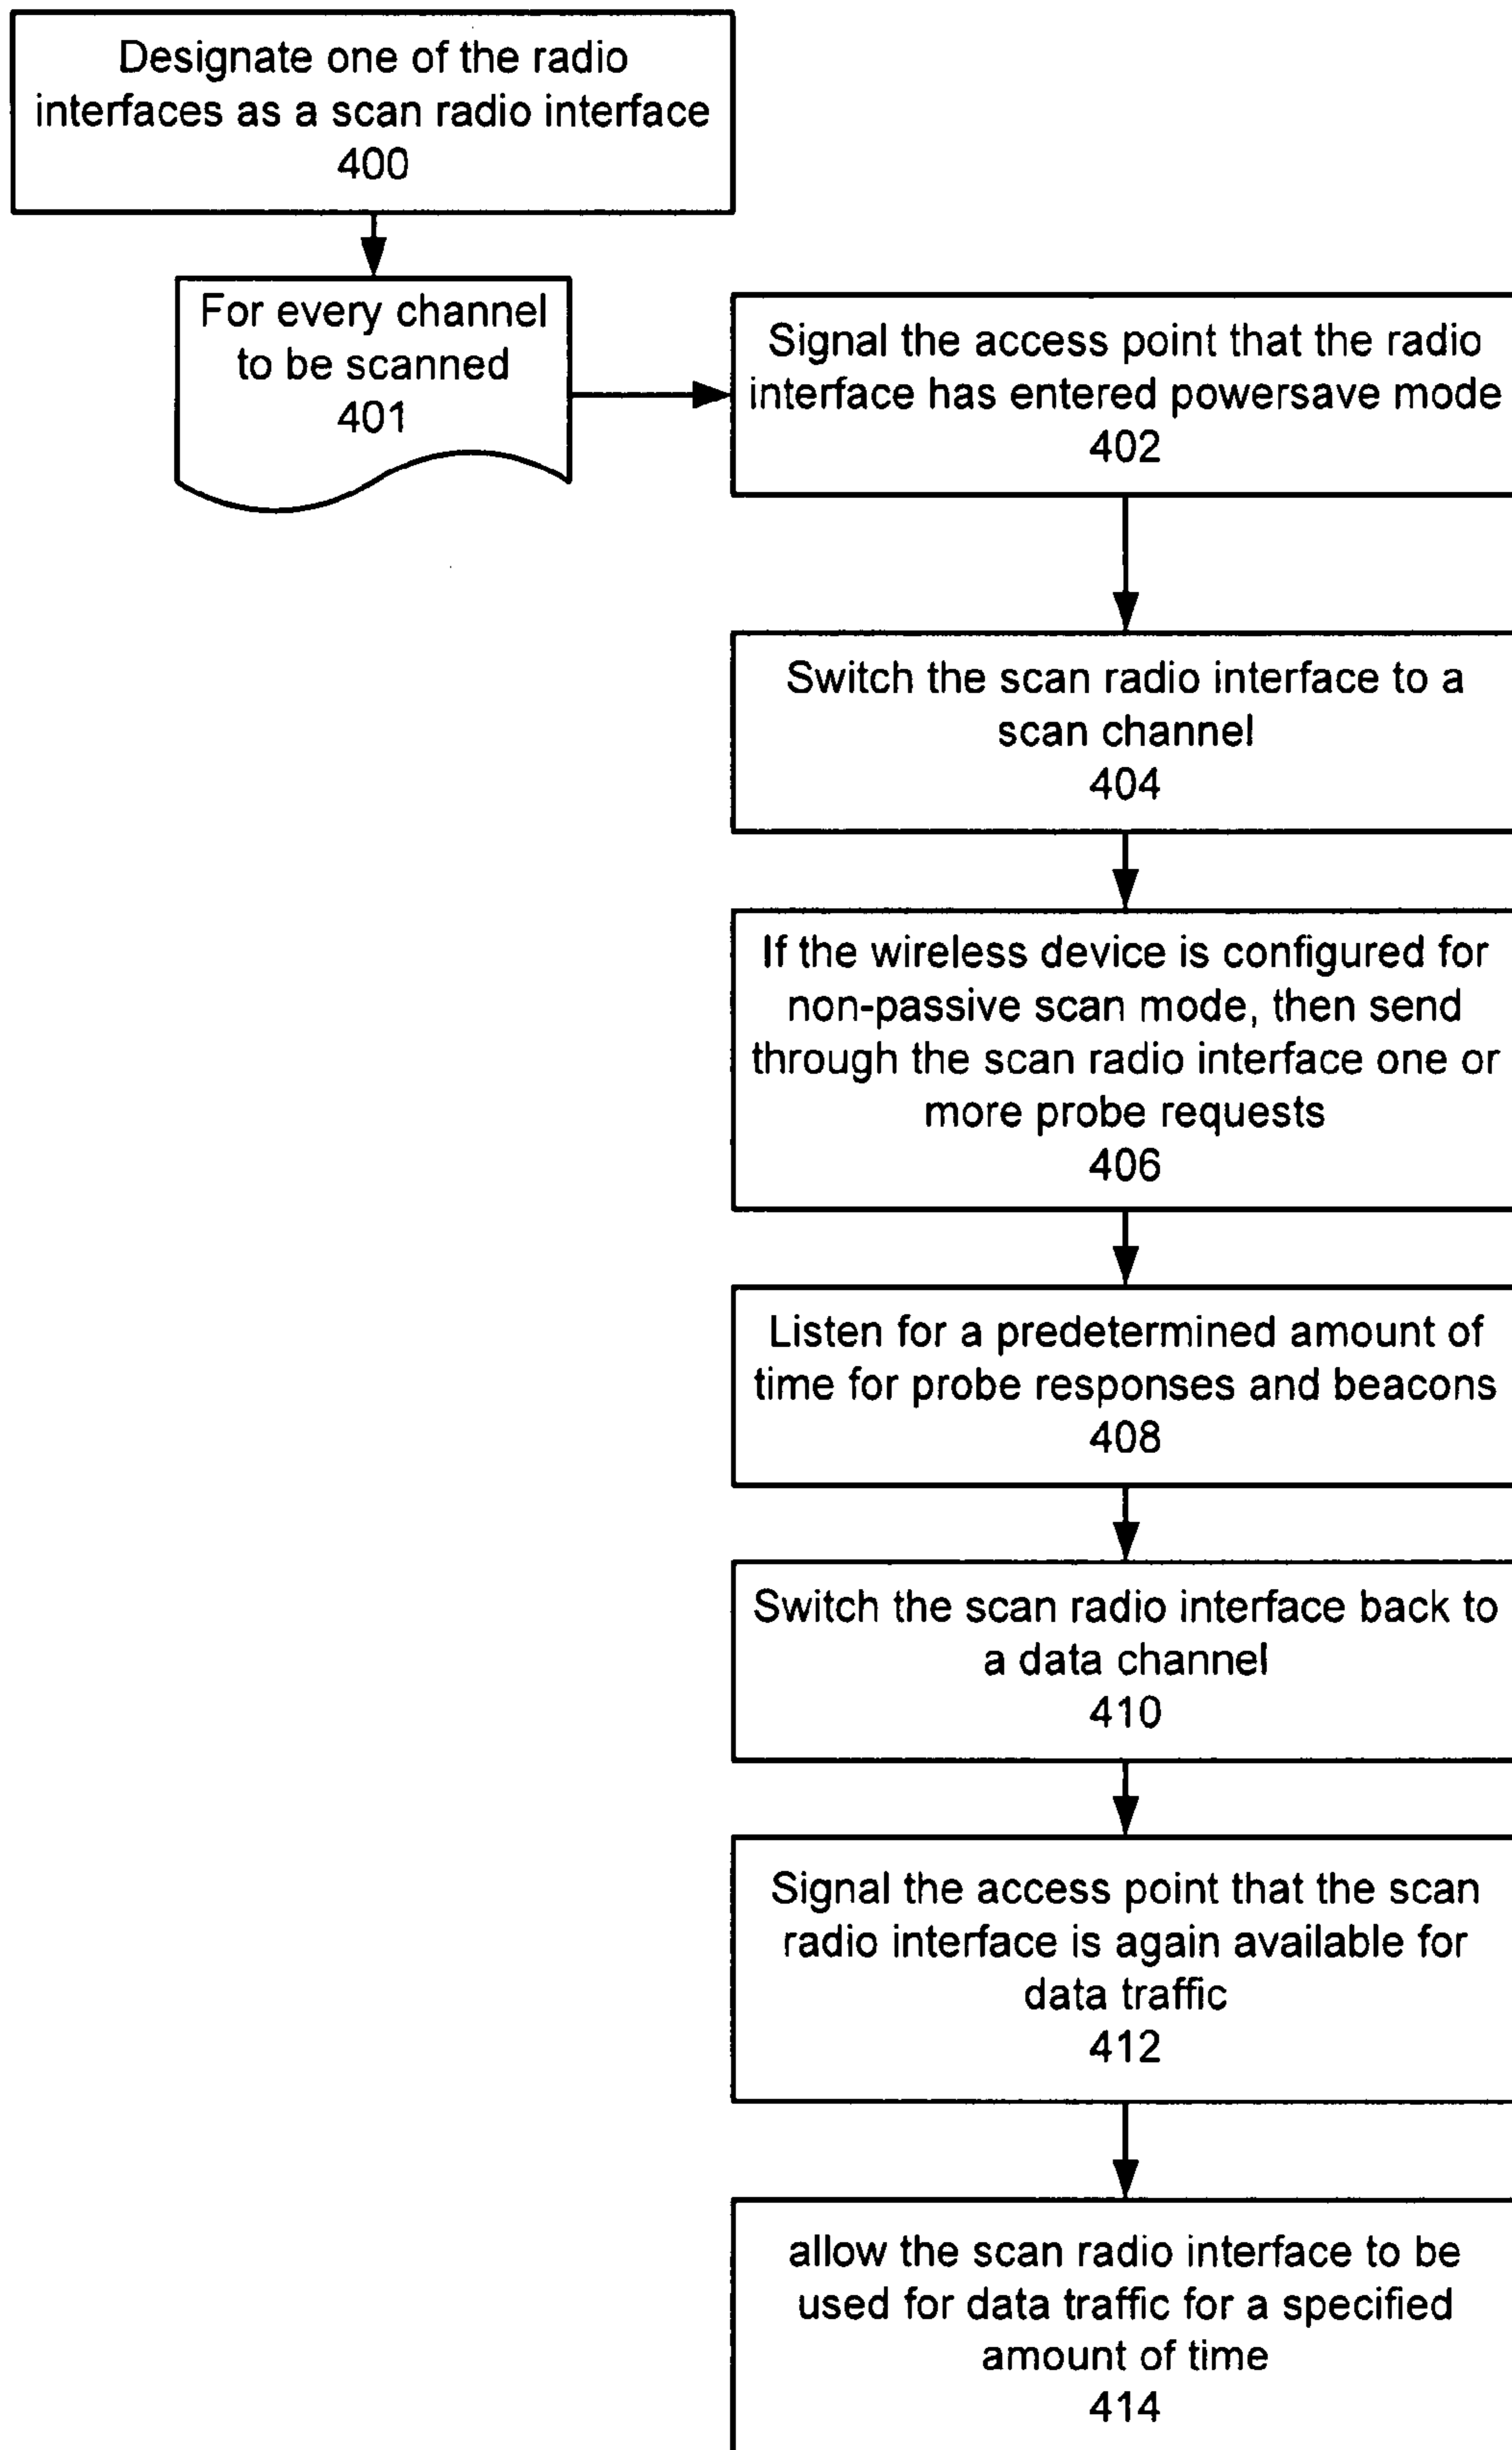 Designate one of the radio
interfaces as a scan radio interface
400
For every channel
to be scanned
401
Signal the access point that the radio
interface has entered powersave mode
402
Switch the scan radio interface to a
scan channel
404
If the wireless device is configured for
non-passive scan mode, then send
through the scan radio interface one or
more probe requests
406
Listen for a predetermined amount of
time for probe responses and beacons
408
Switch the scan radio interface back to
a data channel
410
Signal the access point that the scan
radio interface is again available for
data traffic
412
allow the scan radio interface to be
used for data traffic for a specified
amount of time
414